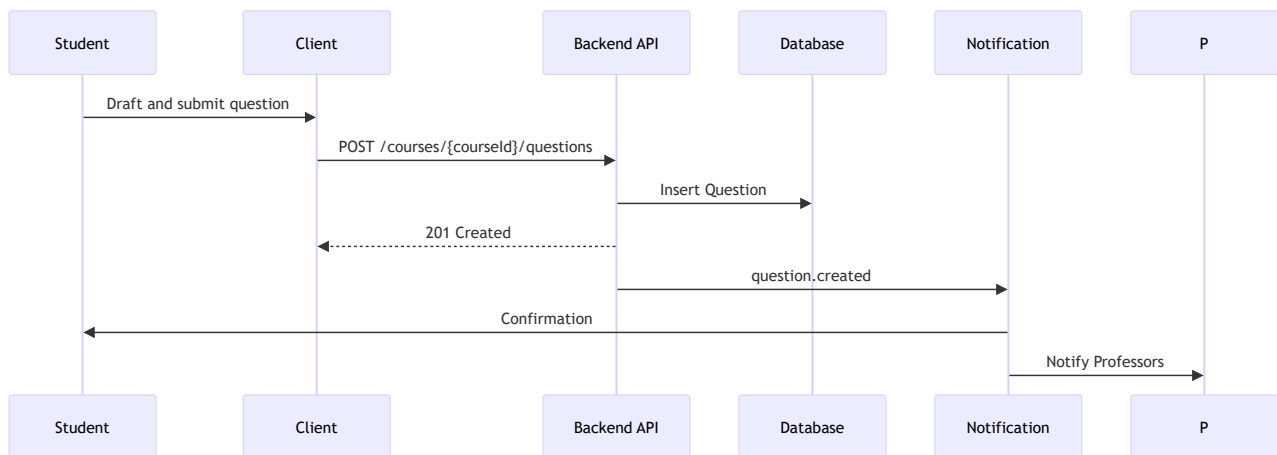 Student
Client
Backend API
Database
Notification
P
Draft and submit question
POST /courses/{courseId}/questions
Insert Question
201 Created
question.created
Confirmation
Notify Professors
Student
Client
Backend API
Database
Notification
P